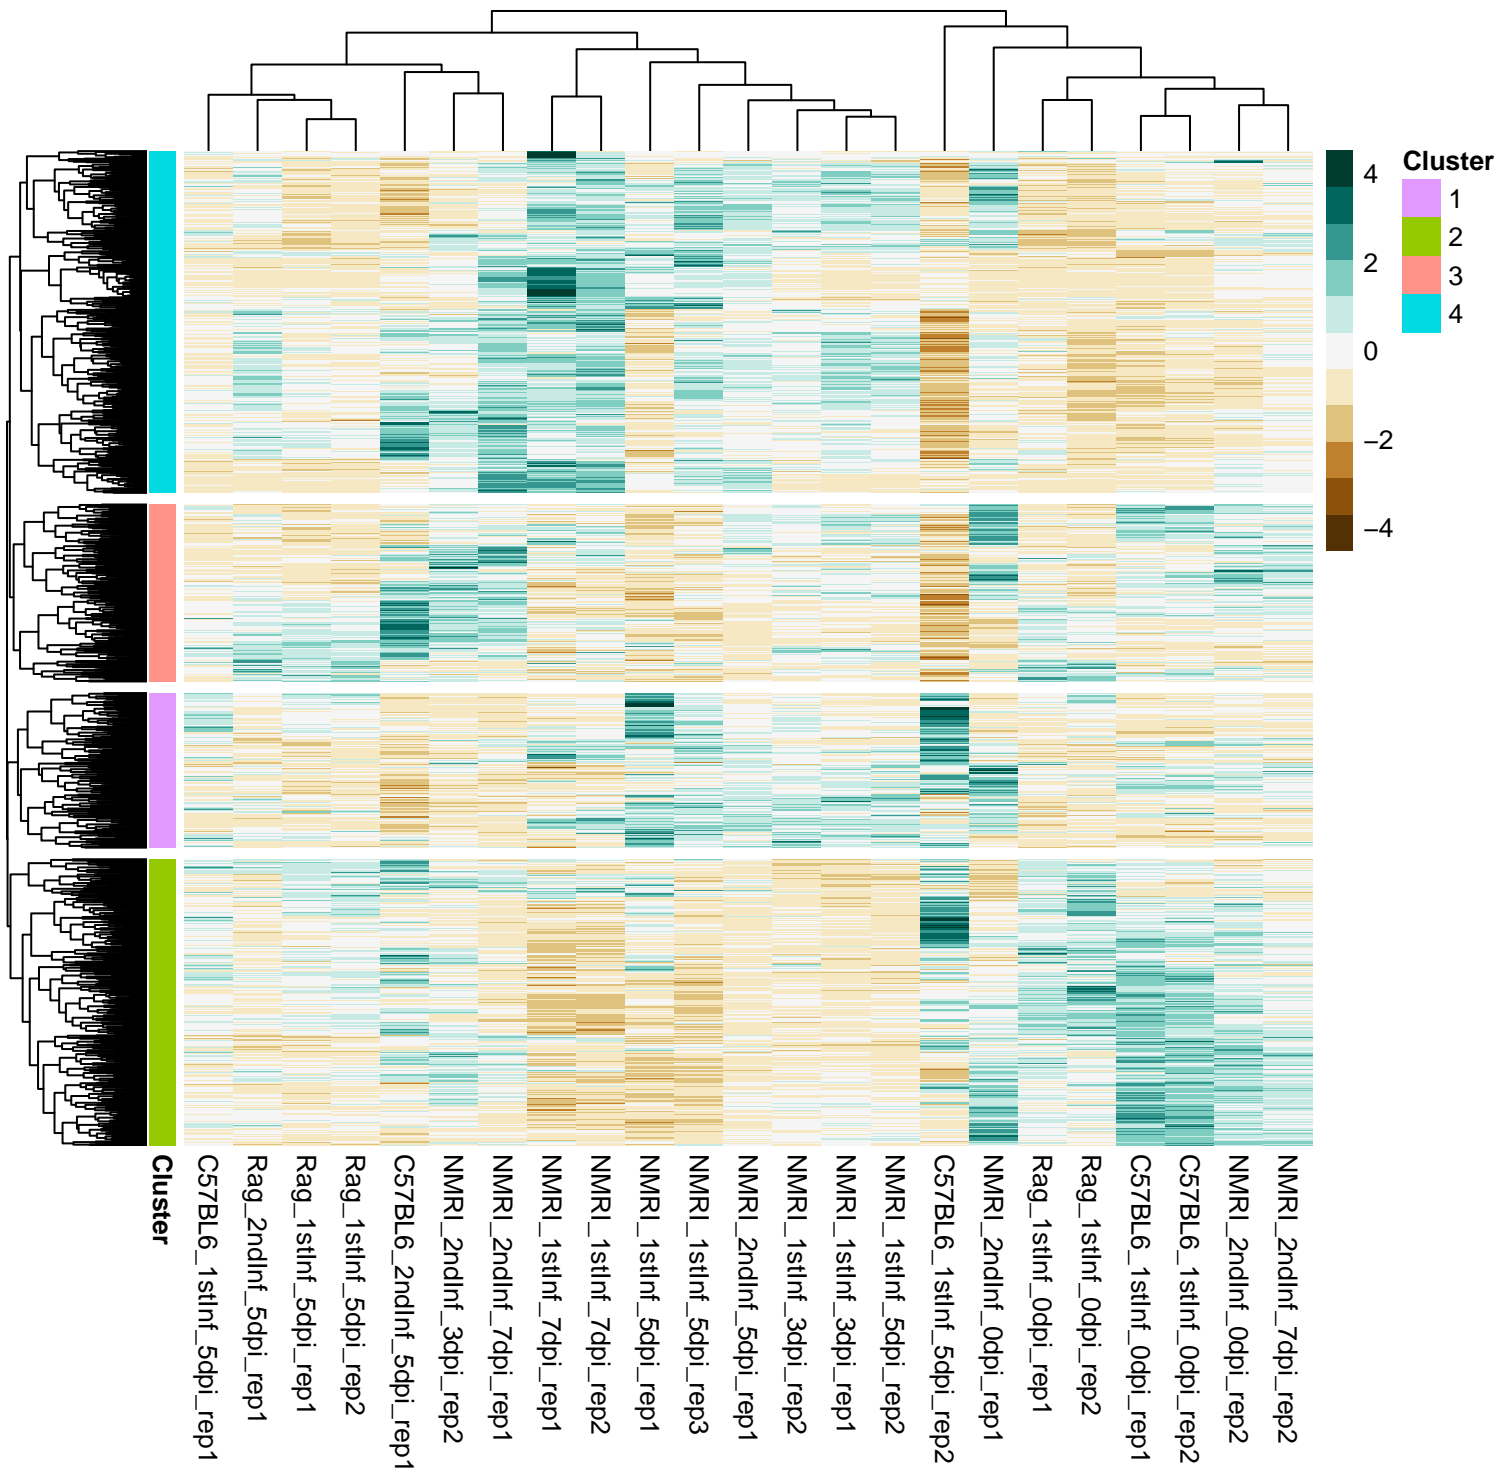 4
2
0
−2
−4
Cluster
1
2
3
4
Cluster
C57BL6_1stInf_5dpi_rep1
Rag_2ndInf_5dpi_rep1
Rag_1stInf_5dpi_rep1
Rag_1stInf_5dpi_rep2
C57BL6_2ndInf_5dpi_rep1
NMRI_2ndInf_3dpi_rep2
NMRI_2ndInf_7dpi_rep1
NMRI_1stInf_7dpi_rep1
NMRI_1stInf_7dpi_rep2
NMRI_1stInf_5dpi_rep1
NMRI_1stInf_5dpi_rep3
NMRI_2ndInf_5dpi_rep1
NMRI_1stInf_3dpi_rep2
NMRI_1stInf_3dpi_rep1
NMRI_1stInf_5dpi_rep2
C57BL6_1stInf_5dpi_rep2
NMRI_2ndInf_0dpi_rep1
Rag_1stInf_0dpi_rep1
Rag_1stInf_0dpi_rep2
C57BL6_1stInf_0dpi_rep1
C57BL6_1stInf_0dpi_rep2
NMRI_2ndInf_0dpi_rep2
NMRI_2ndInf_7dpi_rep2